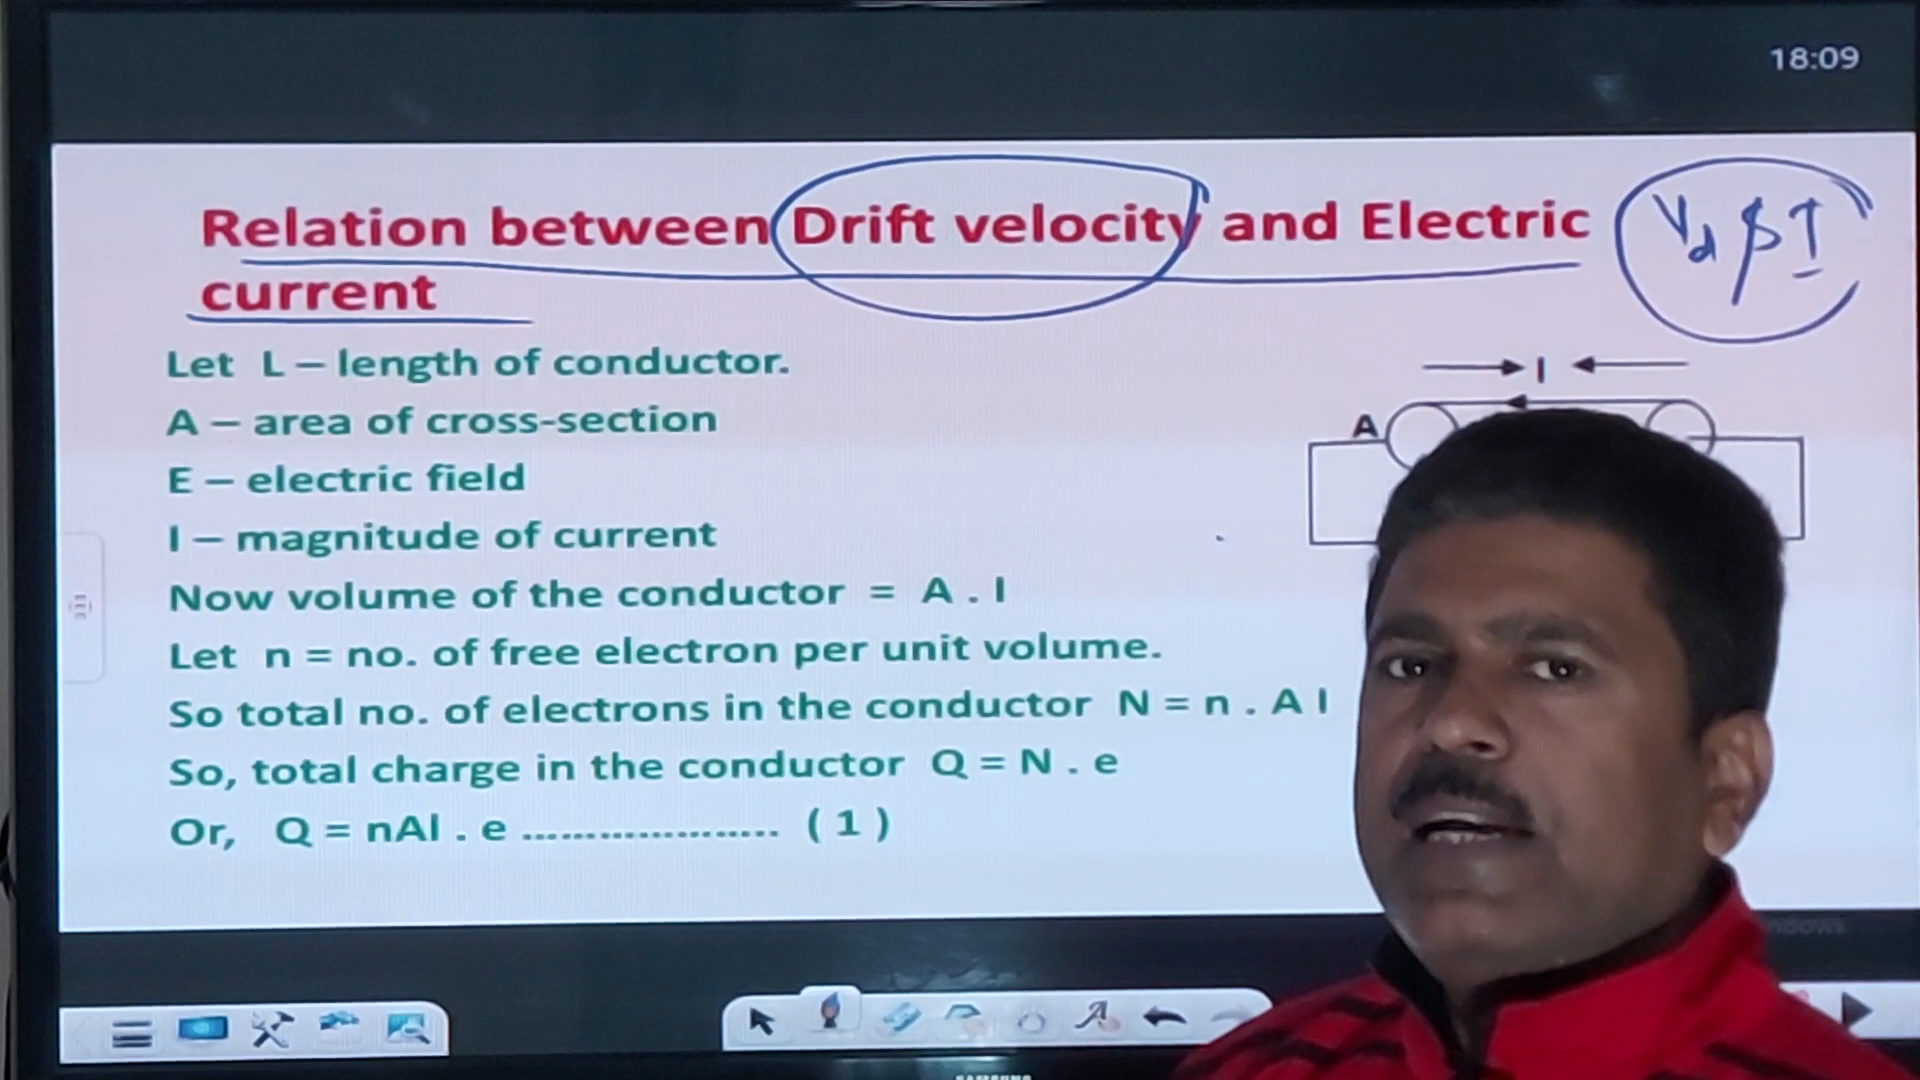 18:09
Relation between Drift velocity and Electric
current
Vd $ I
Let L – length of conductor.
I
A – area of cross-section
A
E – electric field
I – magnitude of current
Now volume of the conductor = A . l
Let n = no. of free electron per unit volume.
So total no. of electrons in the conductor N = n . A l
So, total charge in the conductor Q = N . e
Or, Q = nAl . e .................... ( 1 )
SAMSUNG